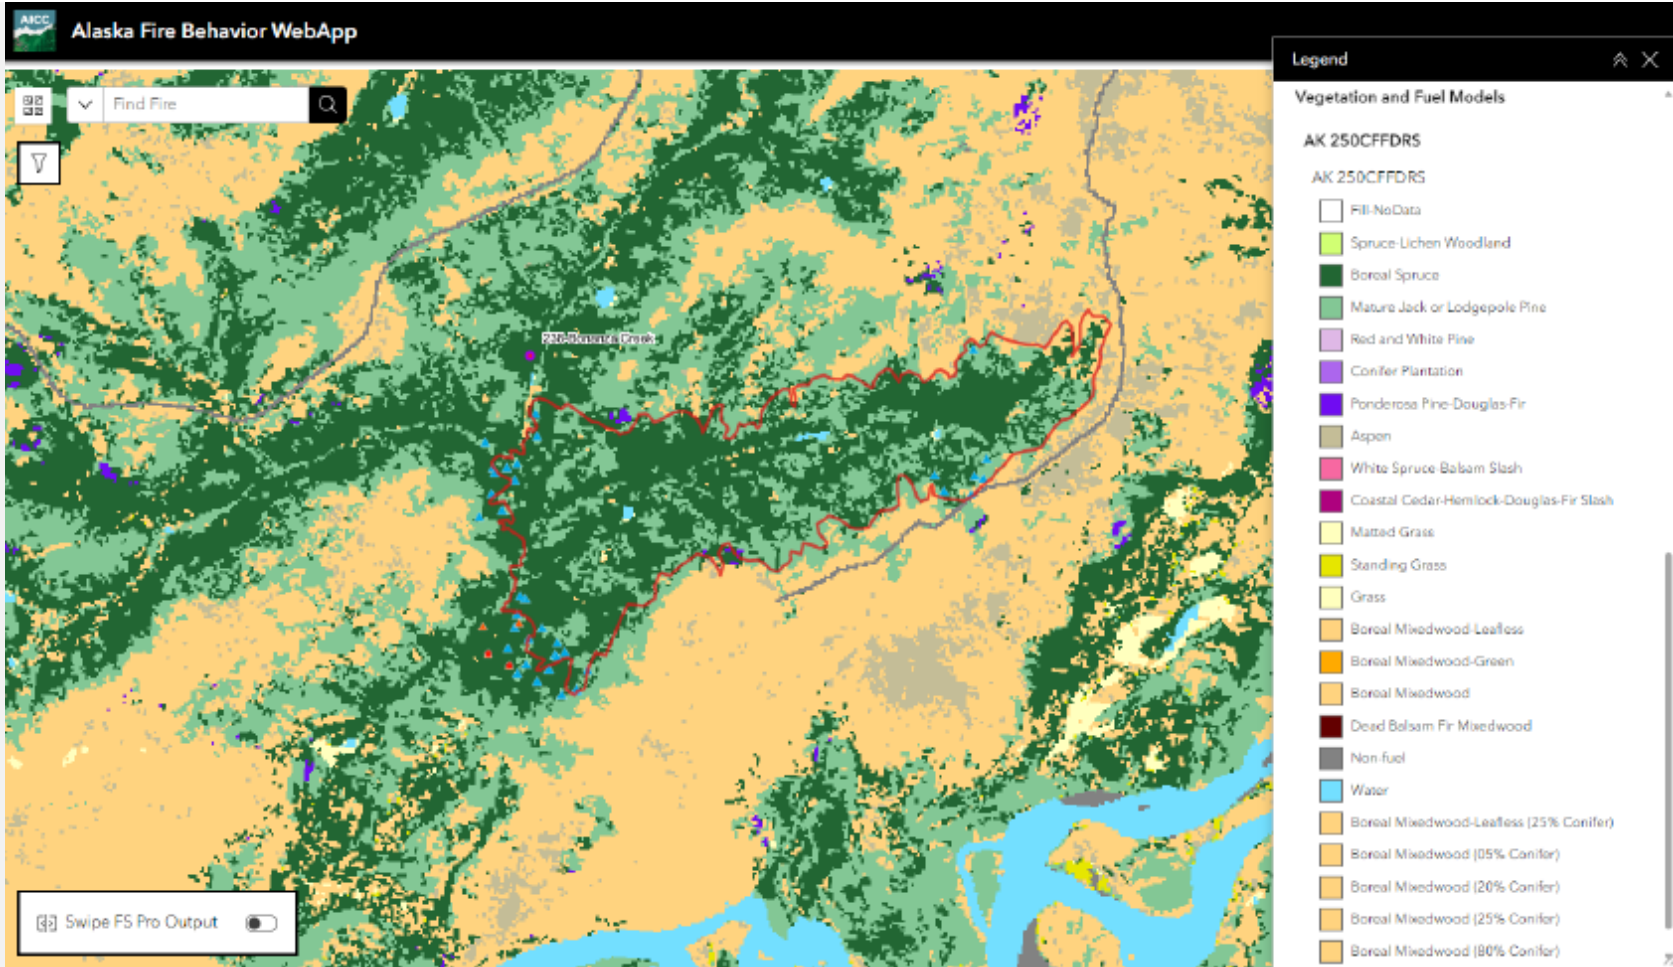 AICC
Alaska Fire Behavior WebApp
Find Fire
238-Bonanza Creek
Swipe FS Pro Output
Legend
Vegetation and Fuel Models
AK 250CFFDRS
AK 250CFFDRS
Fill-NoData
Spruce-Lichen Woodland
Boreal Spruce
Mature Jack or Lodgepole Pine
Red and White Pine
Conifer Plantation
Ponderosa Pine-Douglas-Fir
Aspen
White Spruce-Balsam Slash
Coastal Cedar-Hemlock-Douglas-Fir Slash
Matted Grass
Standing Grass
Grass
Boreal Mixedwood-Leafless
Boreal Mixedwood-Green
Boreal Mixedwood
Dead Balsam Fir Mixedwood
Non-fuel
Water
Boreal Mixedwood-Leafless (25% Conifer)
Boreal Mixedwood (05% Conifer)
Boreal Mixedwood (20% Conifer)
Boreal Mixedwood (25% Conifer)
Boreal Mixedwood (80% Conifer)